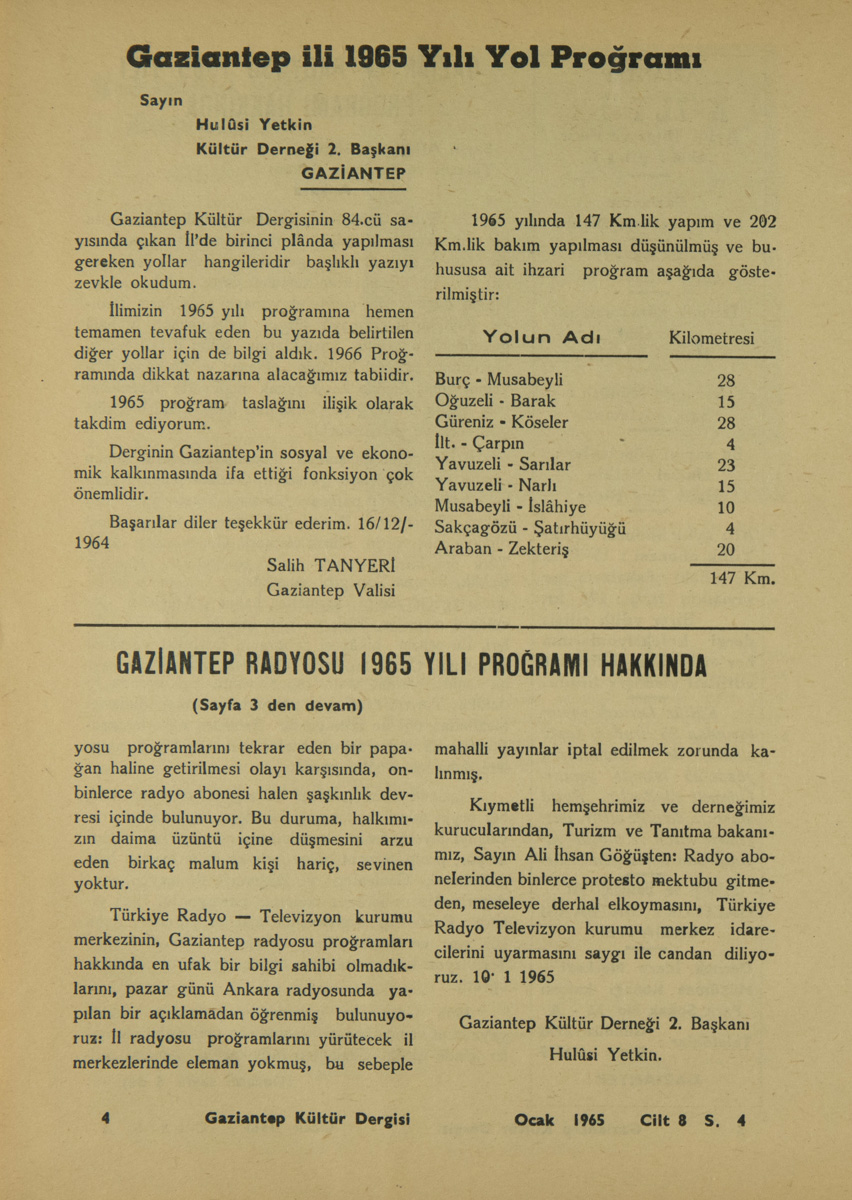 Gaziantep ili 1965 Yılı Yol Proğramı
Sayın
Hulûsi Yetkin
Kültür Derneği 2. Başkanı
GAZİANTEP
Gaziantep Kültür Dergisinin 84.cü sa-
yısında çıkan İl'de birinci plânda yapılması
gereken yollar hangileridir başlıklı yazıyı
zevkle okudum.
İlimizin 1965 yılı proğramına hemen
temamen tevafuk eden bu yazıda belirtilen
diğer yollar için de bilgi aldık. 1966 Proğ-
ramında dikkat nazarına alacağımız tabiidir.
1965 proğram taslağını ilişik olarak
takdim ediyorum.
Derginin Gaziantep'in sosyal ve ekono-
mik kalkınmasında ifa ettiği fonksiyon çok
önemlidir.
Başarılar diler teşekkür ederim. 16/12/-
1964
Salih TANYERİ
Gaziantep Valisi
1965 yılında 147 Km.lik yapım ve 202
Km.lik bakım yapılması düşünülmüş ve bu-
hususa ait ihzari proğram aşağıda göste-
rilmiştir:
Yolun Adı Kilometresi
Burç - Musabeyli 28
Oğuzeli - Barak 15
Güreniz - Köseler 28
İlt. - Çarpın 4
Yavuzeli - Sarılar 23
Yavuzeli - Narlı 15
Musabeyli - İslâhiye 10
Sakçagözü - Şatırhüyüğü 4
Araban - Zekteriş 20
147 Km.
GAZİANTEP RADYOSU 1965 YILI PROĞRAMI HAKKINDA
(Sayfa 3 den devam)
yosu proğramlarını tekrar eden bir papa-
ğan haline getirilmesi olayı karşısında, on-
binlerce radyo abonesi halen şaşkınlık dev-
resi içinde bulunuyor. Bu duruma, halkımı-
zın daima üzüntü içine düşmesini arzu
eden birkaç malum kişi hariç, sevinen
yoktur.
Türkiye Radyo — Televizyon kurumu
merkezinin, Gaziantep radyosu proğramları
hakkında en ufak bir bilgi sahibi olmadık-
larını, pazar günü Ankara radyosunda ya-
pılan bir açıklamadan öğrenmiş bulunuyo-
ruz: İl radyosu proğramlarını yürütecek il
merkezlerinde eleman yokmuş, bu sebeple
mahalli yayınlar iptal edilmek zorunda ka-
lınmış.
Kıymetli hemşehrimiz ve derneğimiz
kurucularından, Turizm ve Tanıtma bakanı-
mız, Sayın Ali İhsan Göğüşten: Radyo abo-
nelerinden binlerce protesto mektubu gitme-
den, meseleye derhal elkoymasını, Türkiye
Radyo Televizyon kurumu merkez idare-
cilerini uyarmasını saygı ile candan diliyo-
ruz. 10· 1 1965
Gaziantep Kültür Derneği 2. Başkanı
Hulûsi Yetkin.
4 Gaziantep Kültür Dergisi Ocak 1965 Cilt 8 S. 4